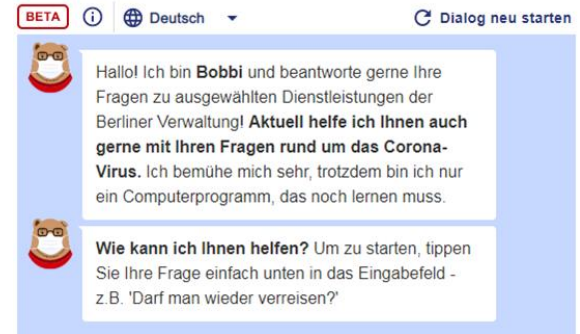 BETA Deutsch Dialog neu starten
Hallo! Ich bin Bobbi und beantworte gerne Ihre
Fragen zu ausgewählten Dienstleistungen der
Berliner Verwaltung! Aktuell helfe ich Ihnen auch
gerne mit Ihren Fragen rund um das Corona-
Virus. Ich bemühe mich sehr, trotzdem bin ich nur
ein Computerprogramm, das noch lernen muss.
Wie kann ich Ihnen helfen? Um zu starten, tippen
Sie Ihre Frage einfach unten in das Eingabefeld -
z.B. 'Darf man wieder verreisen?'